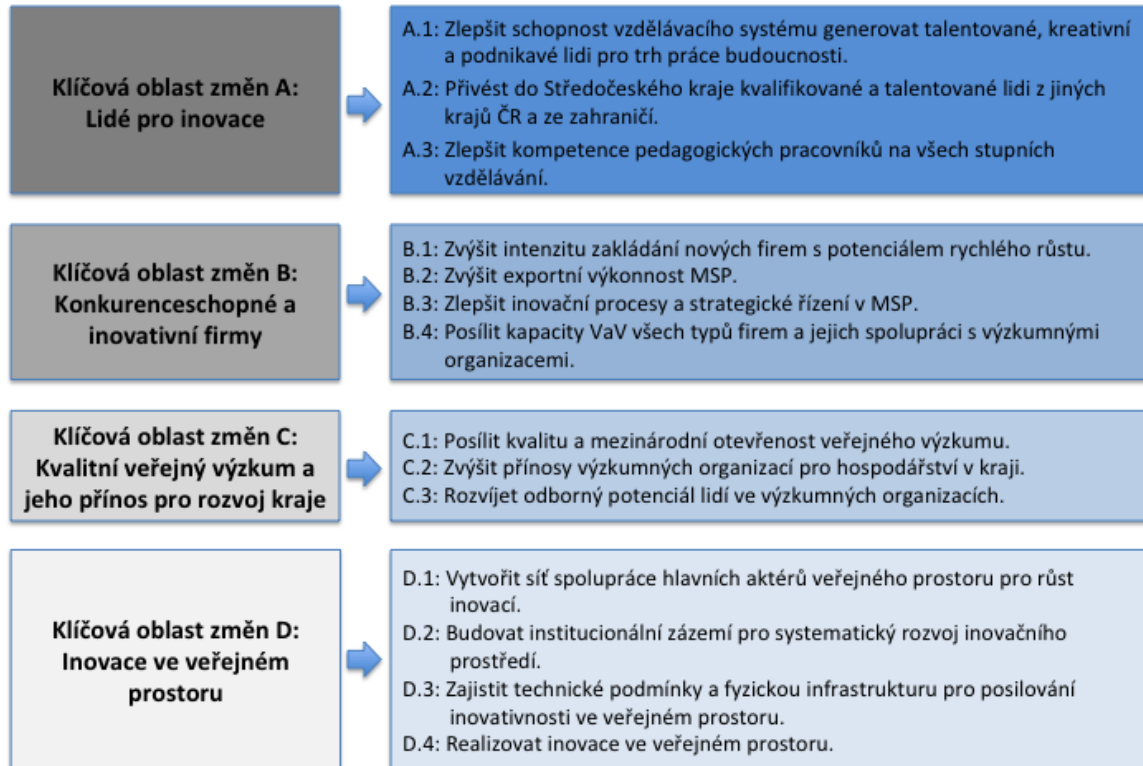 Klíčová oblast změn A:
Lidé pro inovace
A.1: Zlepšit schopnost vzdělávacího systému generovat talentované, kreativní
a podnikavé lidi pro trh práce budoucnosti.
A.2: Přivést do Středočeského kraje kvalifikované a talentované lidi z jiných
krajů ČR a ze zahraničí.
A.3: Zlepšit kompetence pedagogických pracovníků na všech stupních
vzdělávání.
Klíčová oblast změn B:
Konkurenceschopné a
inovativní firmy
B.1: Zvýšit intenzitu zakládání nových firem s potenciálem rychlého růstu.
B.2: Zvýšit exportní výkonnost MSP.
B.3: Zlepšit inovační procesy a strategické řízení v MSP.
B.4: Posílit kapacity VaV všech typů firem a jejich spolupráci s výzkumnými
organizacemi.
Klíčová oblast změn C:
Kvalitní veřejný výzkum a
jeho přínos pro rozvoj kraje
C.1: Posílit kvalitu a mezinárodní otevřenost veřejného výzkumu.
C.2: Zvýšit přínosy výzkumných organizací pro hospodářství v kraji.
C.3: Rozvíjet odborný potenciál lidí ve výzkumných organizacích.
Klíčová oblast změn D:
Inovace ve veřejném
prostoru
D.1: Vytvořit síť spolupráce hlavních aktérů veřejného prostoru pro růst
inovací.
D.2: Budovat institucionální zázemí pro systematický rozvoj inovačního
prostředí.
D.3: Zajistit technické podmínky a fyzickou infrastrukturu pro posilování
inovativnosti ve veřejném prostoru.
D.4: Realizovat inovace ve veřejném prostoru.